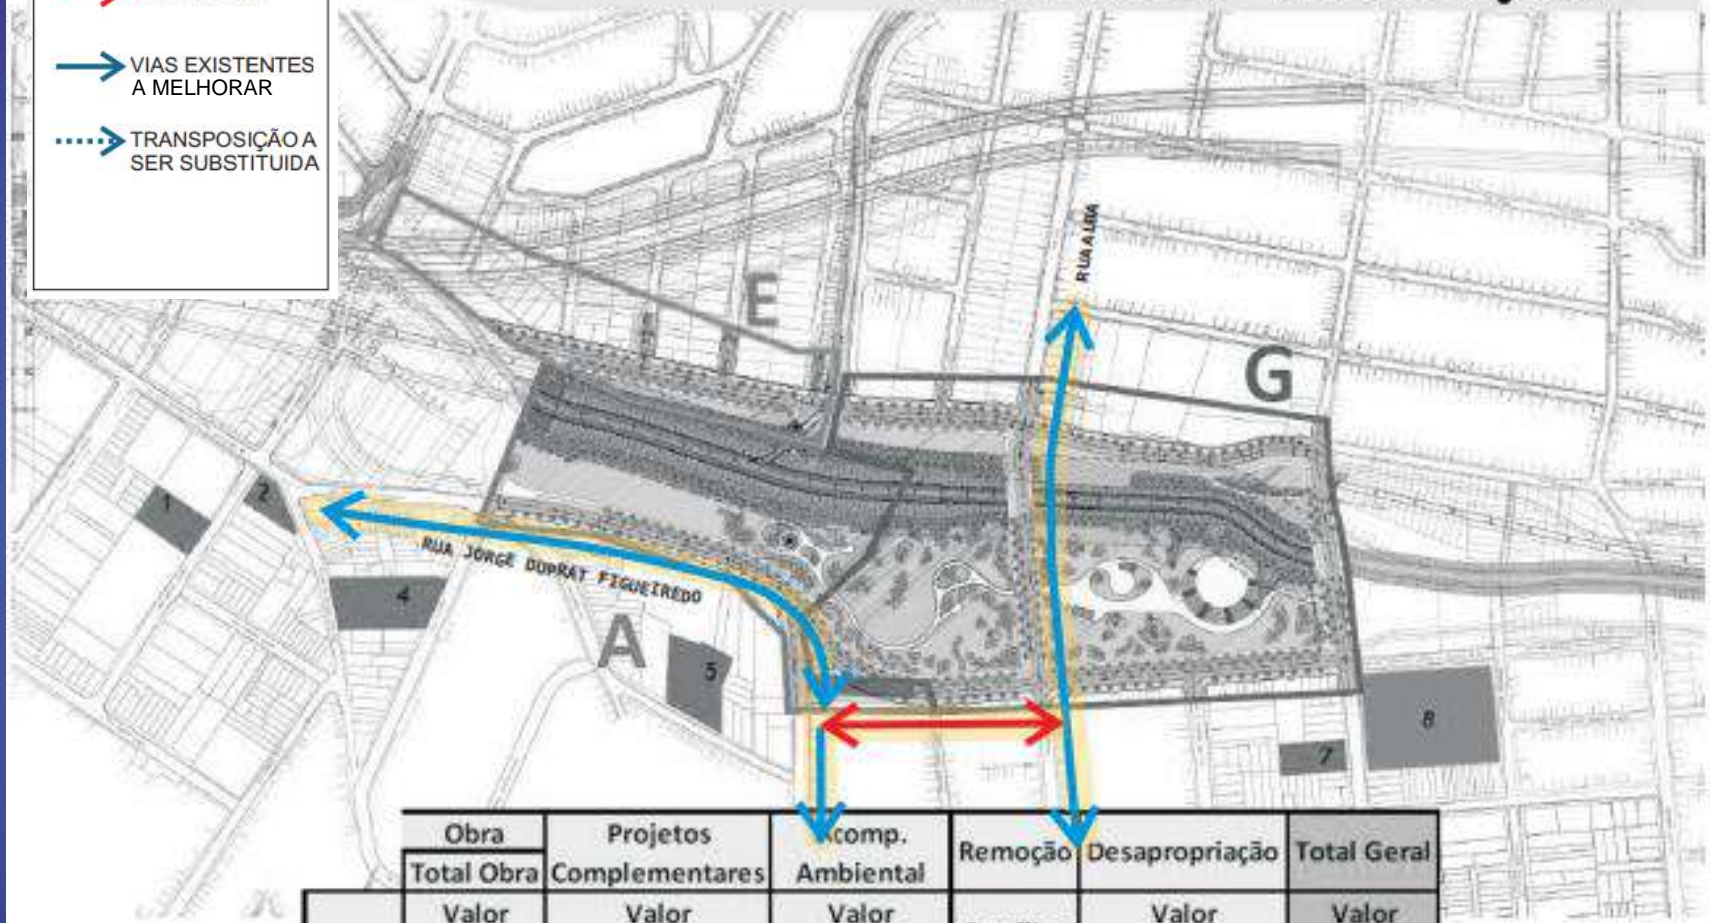 VIAS EXISTENTES
A MELHORAR
TRANSPOSIÇÃO A
SER SUBSTITUIDA
RUA ALBA
E
G
1
2
RUA JORGE DUPRAT FIGUEIREDO
4
A
5
8
7
Obra
Projetos
Acomp.
Remoção
Desapropriação
Total Geral
Total Obra
Complementares
Ambiental
Valor
Valor
Valor
Valor
Valor